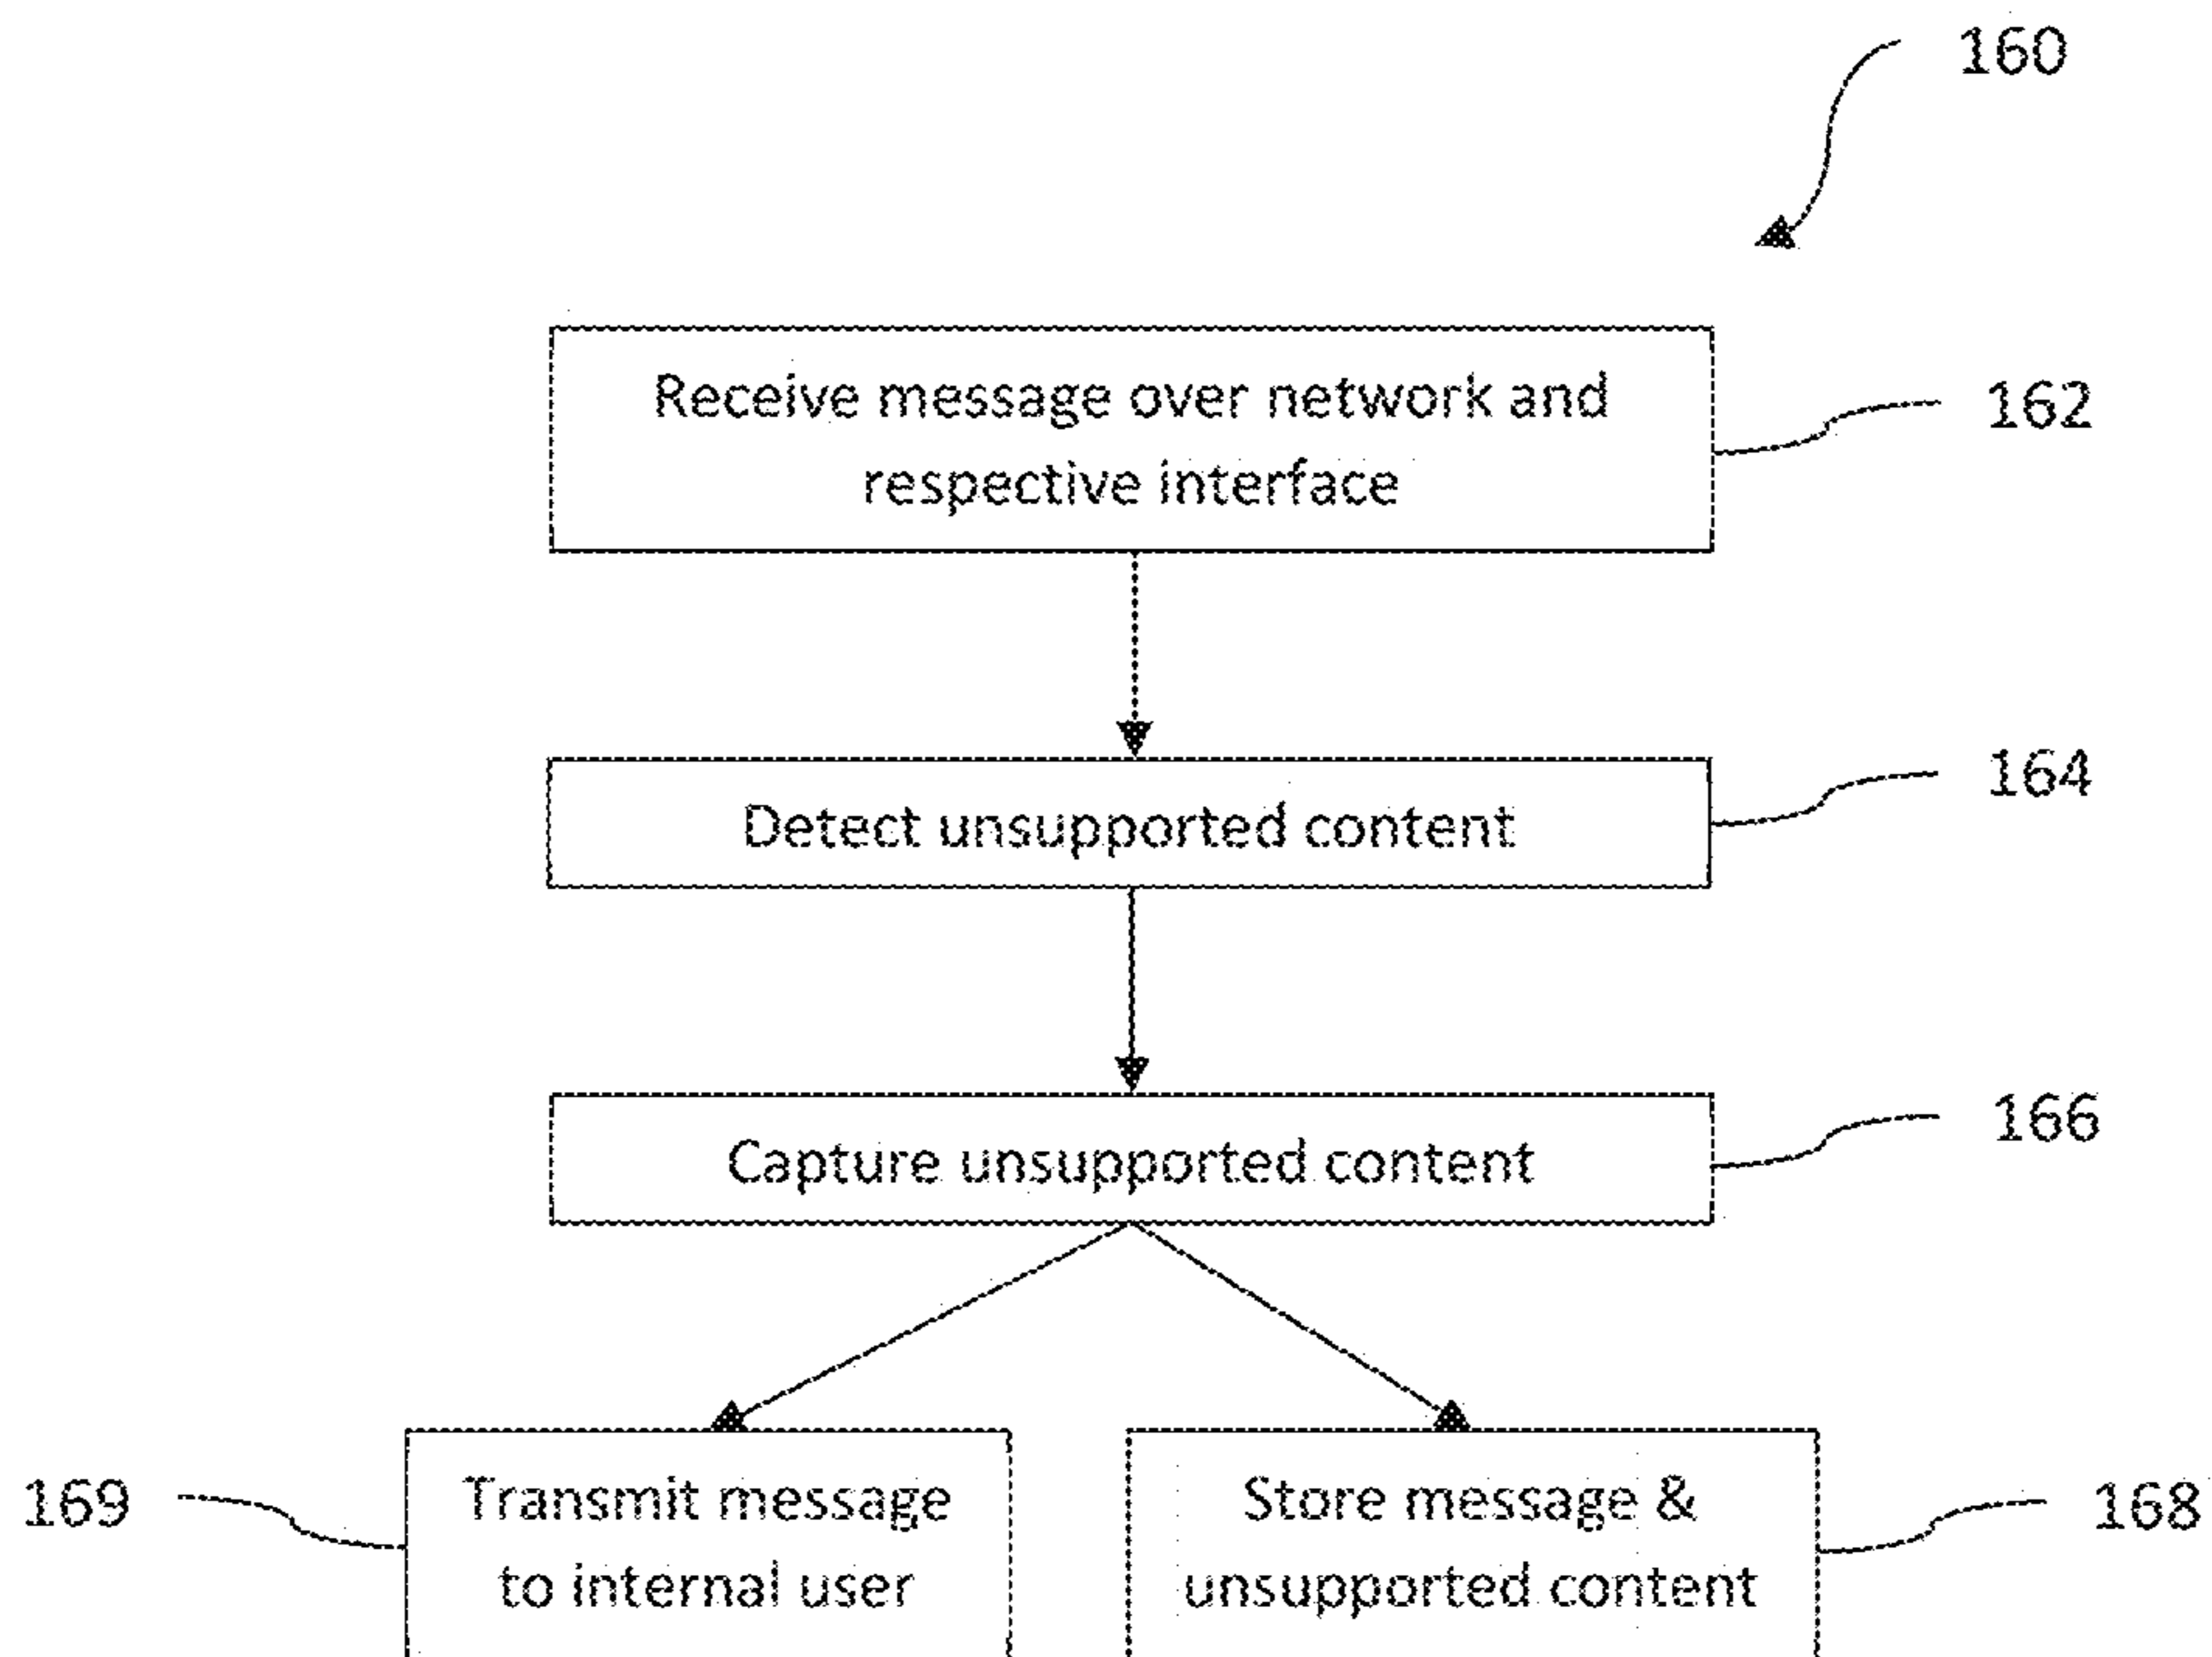 160
Receive message over network and
respective interface
162
Detect unsupported content
164
Capture unsupported content
166
169
Transmit message
to internal user
Store message &
unsupported content
168